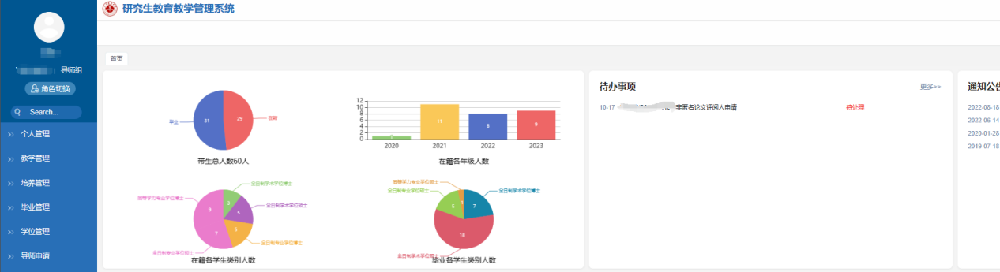 研究生教育教学管理系统
导师组
角色切换
Search...
个人管理
教学管理
培养管理
毕业管理
学位管理
导师申请
首页
毕业
31
29
在籍
带生总人数60人
12
10
8
6
4
2
0
11
8
9
2020
2021
2022
2023
在籍各年级人数
全日制学术学位博士
同等学力专业学位博士
全日制学术学位硕士
9
3
5
7
5
全日制专业学位博士
全日制专业学位硕士
在籍各学生类别人数
同等学力专业学位硕士
全日制专业学位硕士
全日制学术学位博士
5
1
7
18
全日制学术学位硕士
毕业各学生类别人数
待办事项
更多>>
10-17
非匿名论文评阅人申请
待处理
通知公
2022-08-18
2022-06-14
2020-01-28
2019-07-18